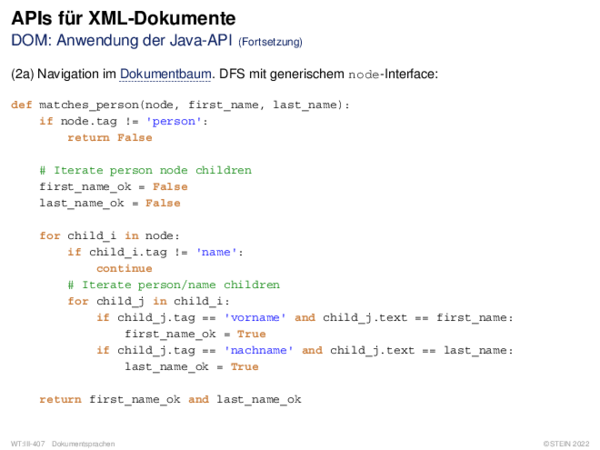 APIs für XML-Dokumente
DOM: Anwendung der Java-API (Fortsetzung)
(2a) Navigation im Dokumentbaum. DFS mit generischem node-Interface:
def matches_person(node, first_name, last_name):
    if node.tag != 'person':
        return False
    # Iterate person node children
    first_name_ok = False
    last_name_ok = False
    for child_i in node:
        if child_i.tag != 'name':
            continue
        # Iterate person/name children
        for child_j in child_i:
            if child_j.tag == 'vorname' and child_j.text == first_name:
                first_name_ok = True
            if child_j.tag == 'nachname' and child_j.text == last_name:
                last_name_ok = True
    return first_name_ok and last_name_ok
WT:III-407 Dokumentsprachen ©STEIN 2022